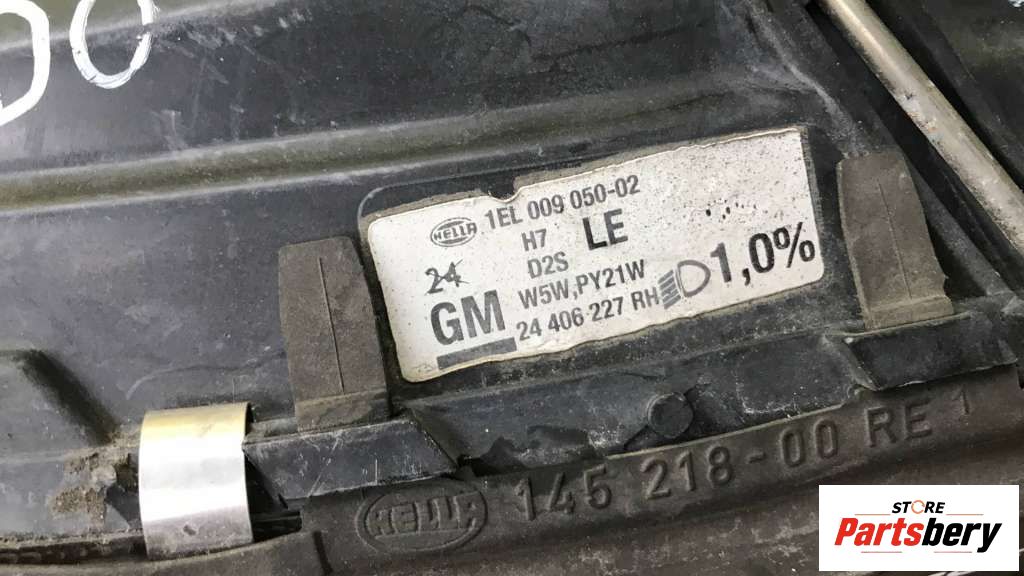 00
HELLA 1EL 009 050-02
H7 LE
24 D2S
W5W,PY21W
GM 24 406 227 RH 1,0%
HELLA 145 218-00 RE 1
STORE
Partsbery